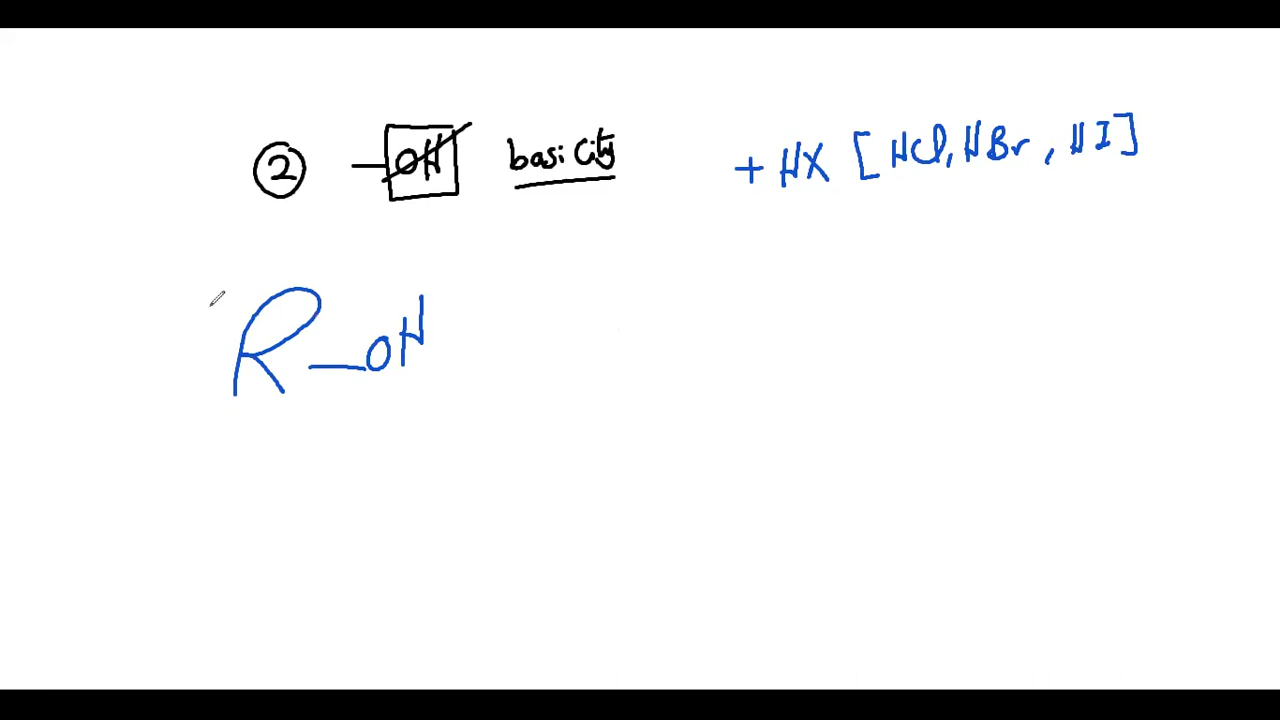 ② -OH basicity + HX [HCl, HBr, HI]
R-OH